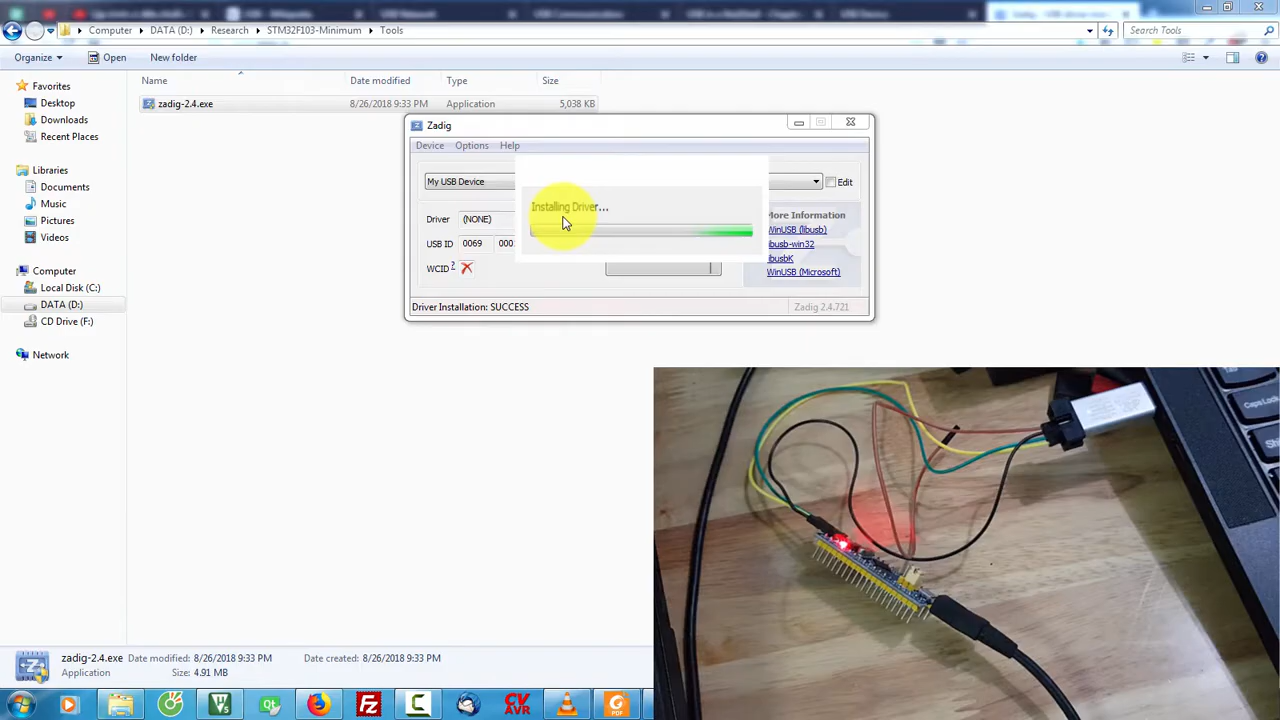 Computer DATA (D:) Research STM32F103-Minimum Tools
Search Tools
Organize Open New folder
Name Date modified Type Size
zadig-2.4.exe 8/26/2018 9:33 PM Application 5,038 KB
Favorites
Desktop
Downloads
Recent Places
Libraries
Documents
Music
Pictures
Videos
Computer
Local Disk (C:)
DATA (D:)
CD Drive (F:)
Network
Zadig
Device Options Help
My USB Device
Edit
Installing Driver...
Driver (NONE)
USB ID 0069
WCID ?
More Information
WinUSB (libusb)
libusb-win32
libusbK
WinUSB (Microsoft)
Driver Installation: SUCCESS
Zadig 2.4.721
CapsLock
zadig-2.4.exe Date modified: 8/26/2018 9:33 PM Date created: 8/26/2018 9:33 PM
Application Size: 4.91 MB
CV
AVR
PDF